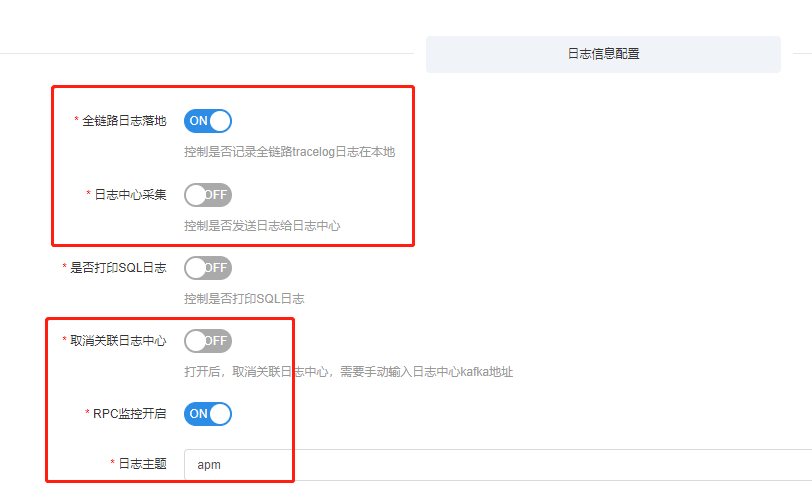 日志信息配置
* 全链路日志落地 ON
控制是否记录全链路tracelog日志在本地
* 日志中心采集 OFF
控制是否发送日志给日志中心
* 是否打印SQL日志 OFF
控制是否打印SQL日志
* 取消关联日志中心 OFF
打开后，取消关联日志中心，需要手动输入日志中心kafka地址
* RPC监控开启 ON
* 日志主题 apm